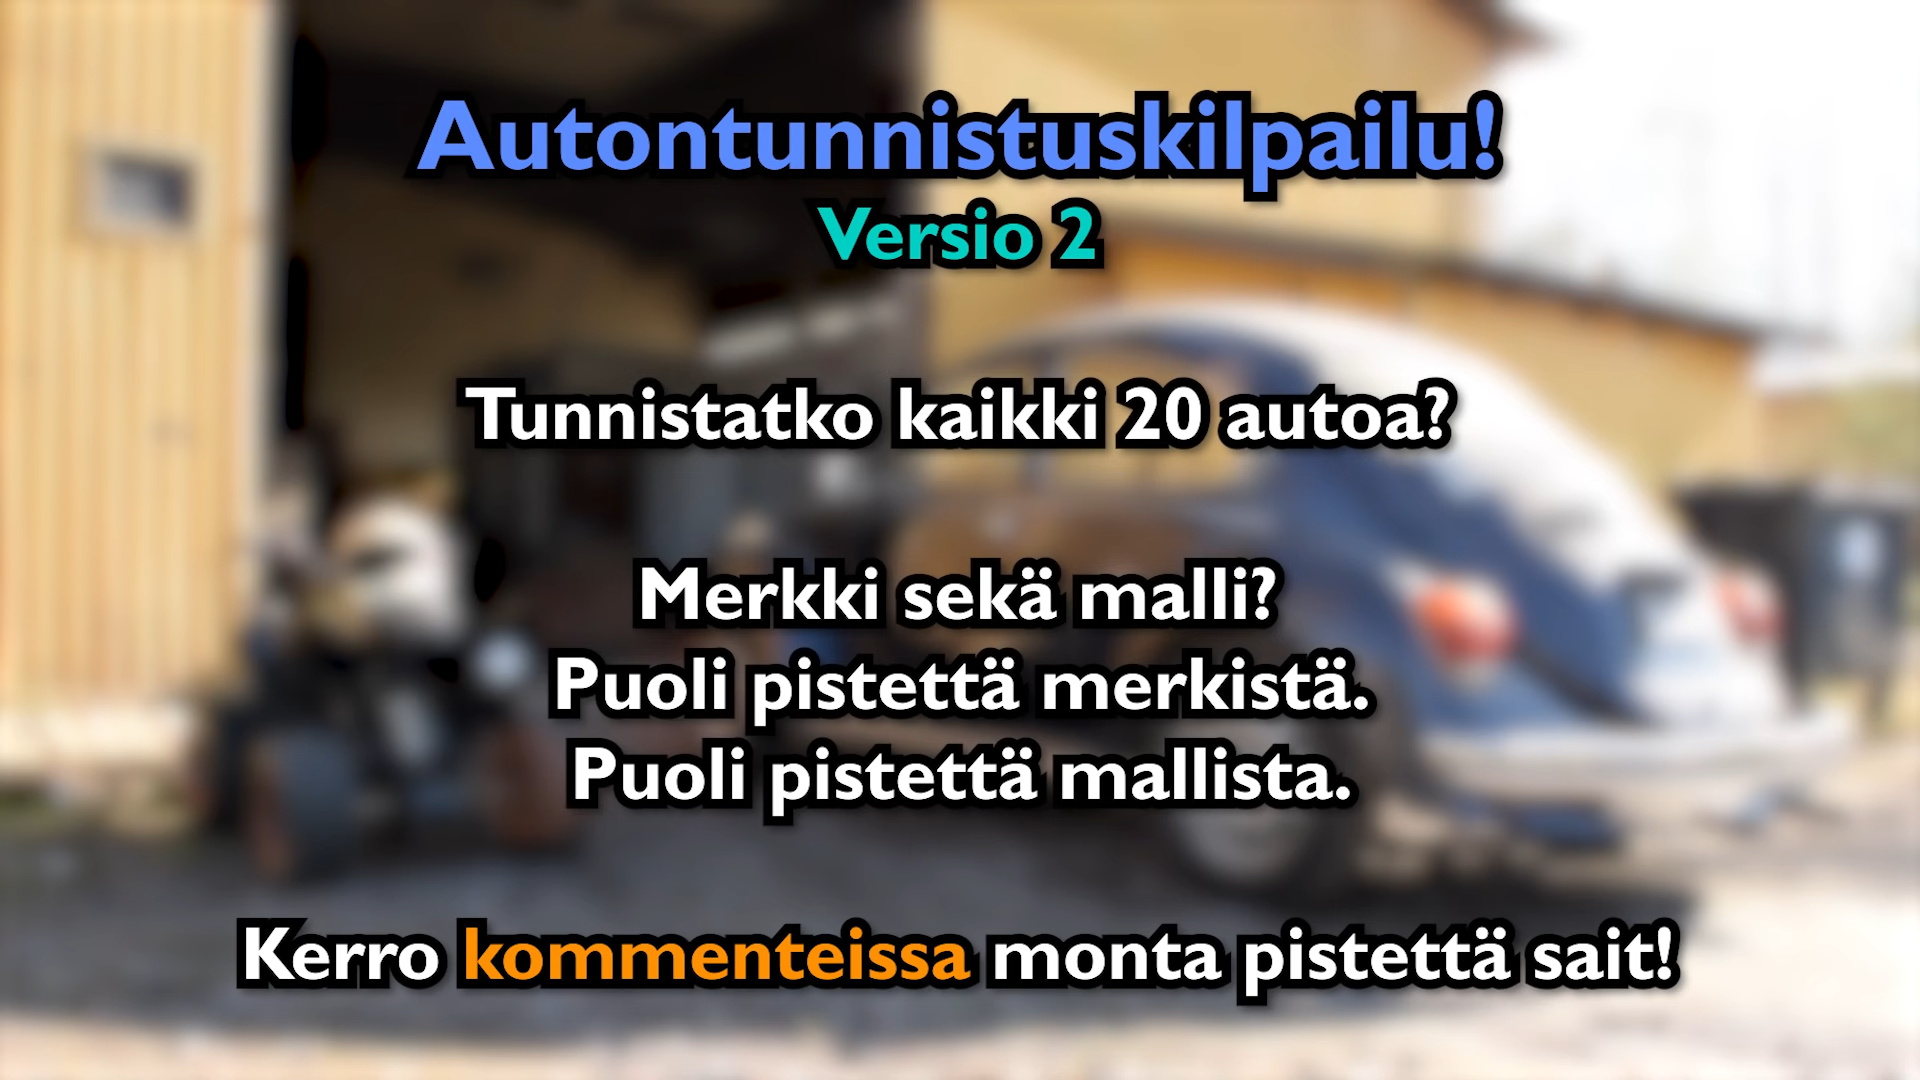 Autontunnistuskilpailu!
Versio 2
Tunnistatko kaikki 20 autoa?
Merkki sekä malli?
Puoli pistettä merkistä.
Puoli pistettä mallista.
Kerro kommenteissa monta pistettä sait!